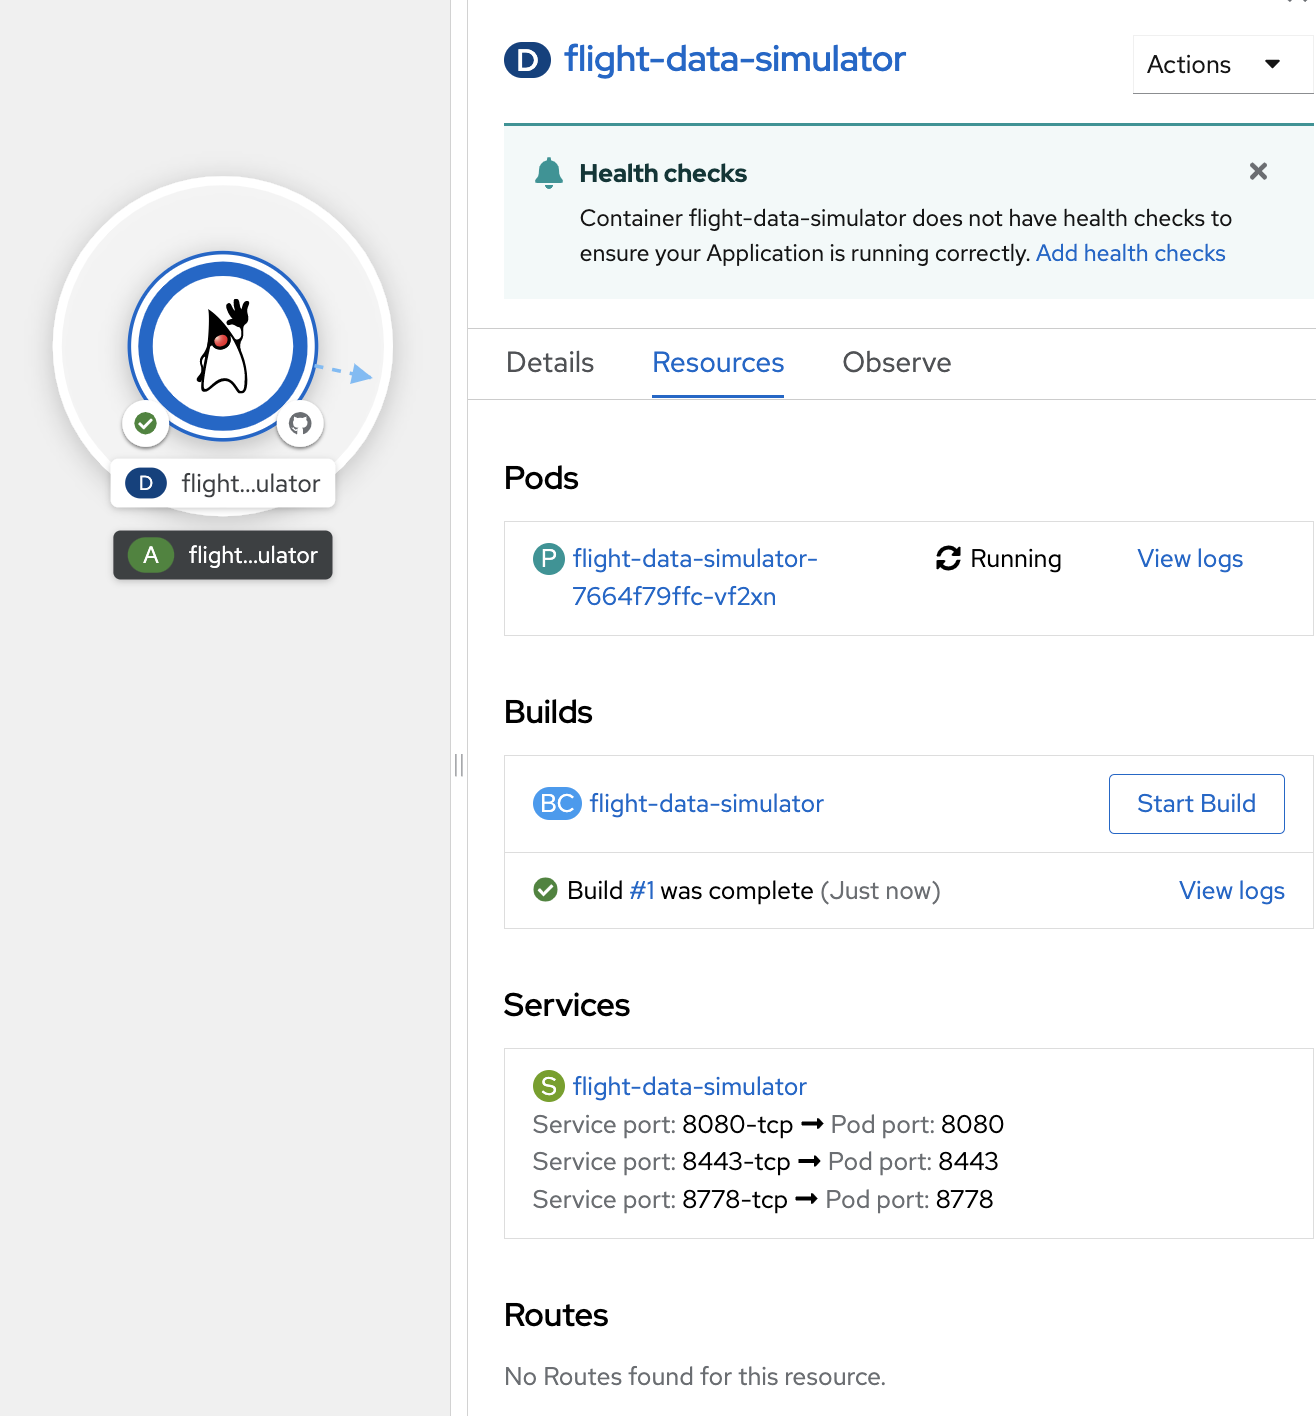 D flight-data-simulator
Actions
Health checks
Container flight-data-simulator does not have health checks to
ensure your Application is running correctly. Add health checks
Details Resources Observe
D flight...ulator
A flight...ulator
Pods
P flight-data-simulator-
7664f79ffc-vf2xn
Running
View logs
Builds
BC flight-data-simulator
Start Build
Build #1 was complete (Just now)
View logs
Services
S flight-data-simulator
Service port: 8080-tcp → Pod port: 8080
Service port: 8443-tcp → Pod port: 8443
Service port: 8778-tcp → Pod port: 8778
Routes
No Routes found for this resource.